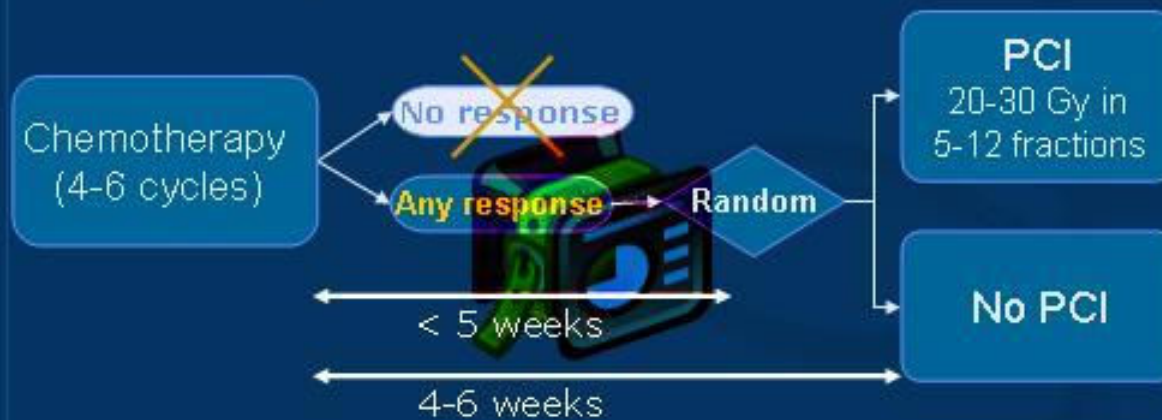 Chemotherapy
(4-6 cycles)
No response
Any response
Random
PCI
20-30 Gy in
5-12 fractions
No PCI
< 5 weeks
4-6 weeks